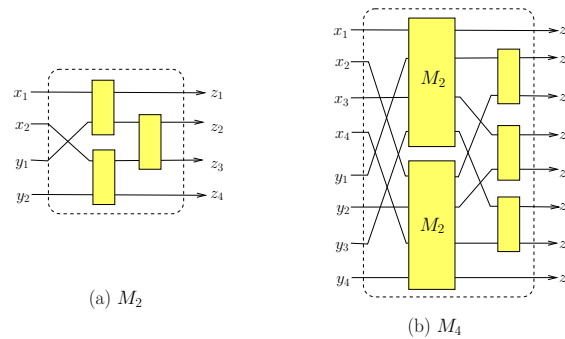 x₁
x₂
y₁
y₂
z₁
z₂
z₃
z₄
(a) M₂
x₁
x₂
x₃
x₄
y₁
y₂
y₃
y₄
M₂
M₂
z
z
z
z
z
z
z
z
(b) M₄